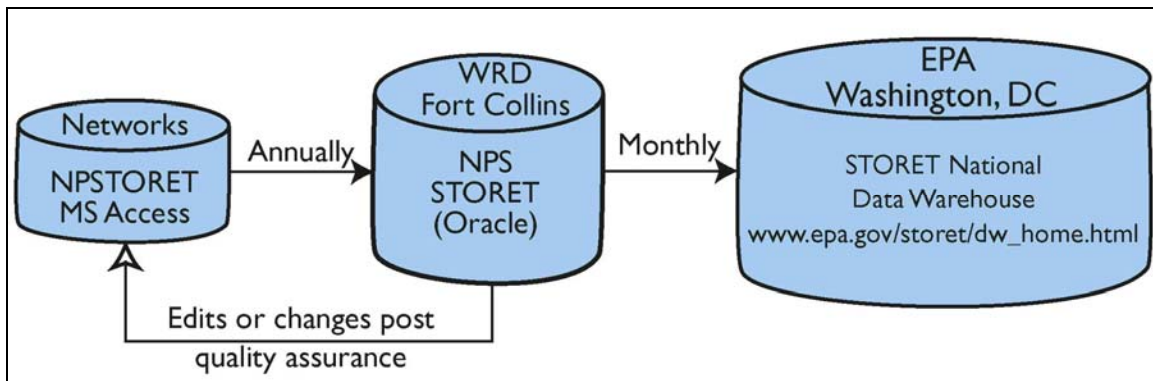 Networks
NPSTORET
MS Access
Annually
WRD
Fort Collins
NPS
STORET
(Oracle)
Monthly
EPA
Washington, DC
STORET National
Data Warehouse
www.epa.gov/storet/dw_home.html
Edits or changes post
quality assurance